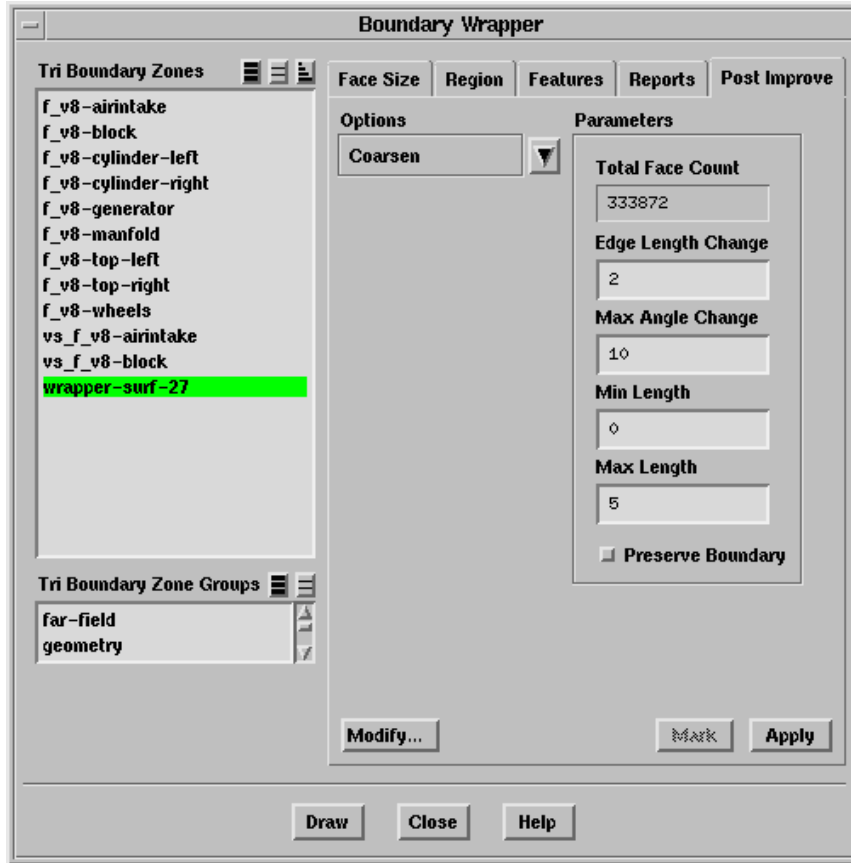 Boundary Wrapper
Tri Boundary Zones
f_v8-airintake
f_v8-block
f_v8-cylinder-left
f_v8-cylinder-right
f_v8-generator
f_v8-manfold
f_v8-top-left
f_v8-top-right
f_v8-wheels
vs_f_v8-airintake
vs_f_v8-block
wrapper-surf-27
Tri Boundary Zone Groups
far-field
geometry
Face Size Region Features Reports Post Improve
Options
Coarsen
Parameters
Total Face Count
333872
Edge Length Change
2
Max Angle Change
10
Min Length
0
Max Length
5
Preserve Boundary
Modify... Mark Apply
Draw Close Help